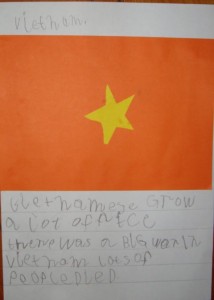 Vietnam.
Vietnamese Grow
a lot of rice
there was a BIG war in
Vietnam lots of
PeoPle DIeD